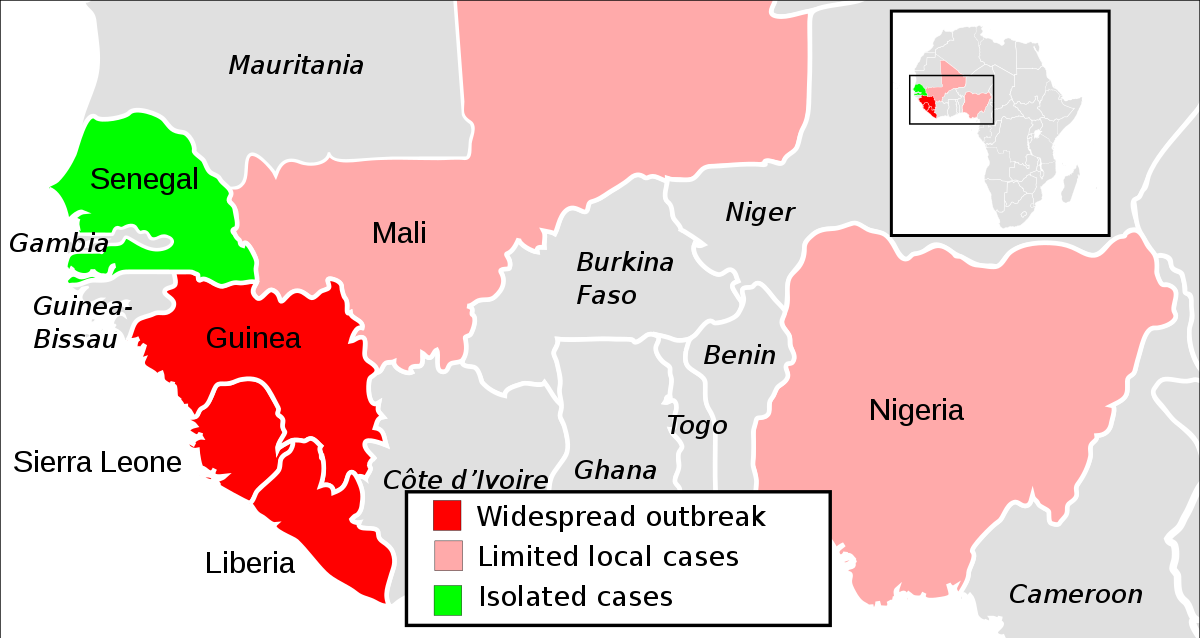 Mauritania
Senegal
Mali
Niger
Gambia
Burkina
Faso
Guinea-
Bissau
Guinea
Benin
Nigeria
Togo
Sierra Leone
Ghana
Côte d’Ivoire
Liberia
Widespread outbreak
Limited local cases
Isolated cases
Cameroon